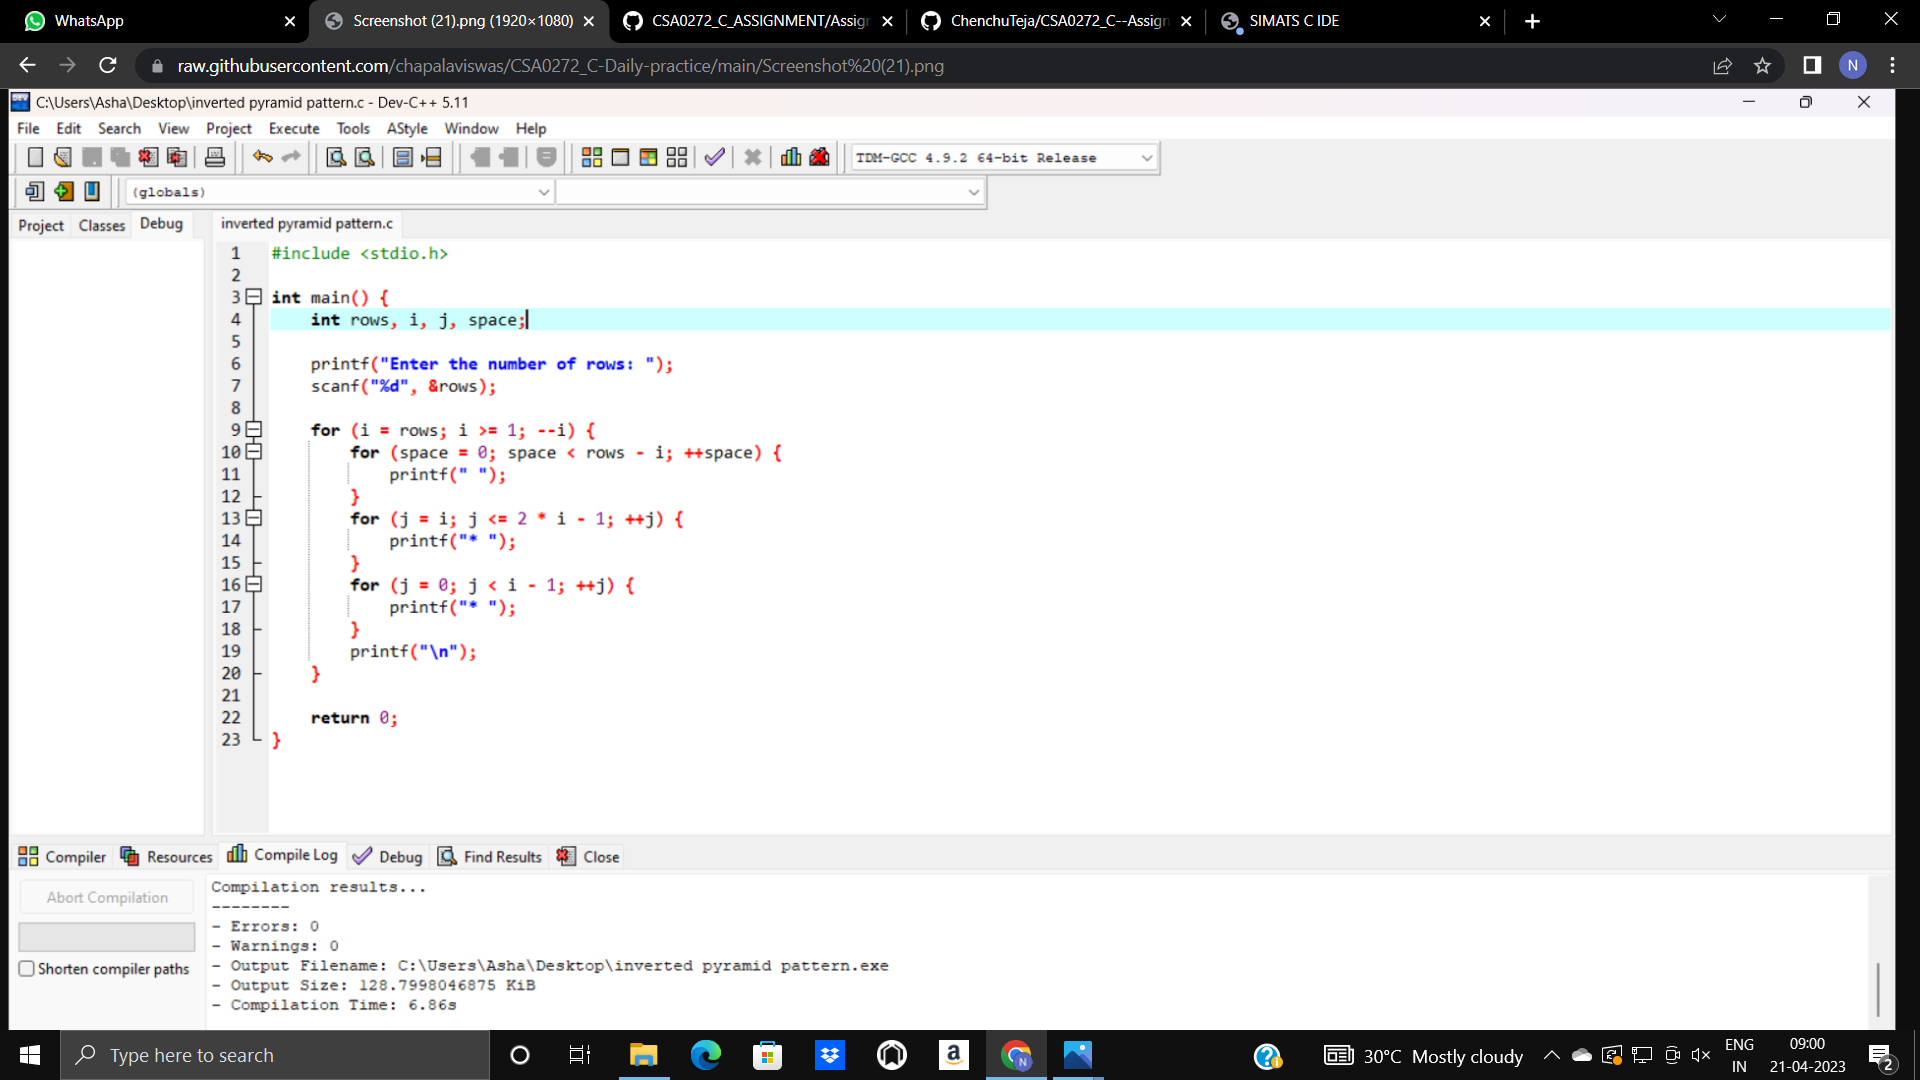 WhatsApp
Screenshot (21).png (1920×1080)
CSA0272_C_ASSIGNMENT/Assign
ChenchuTeja/CSA0272_C--Assign
SIMATS C IDE
raw.githubusercontent.com/chapalaviswas/CSA0272_C-Daily-practice/main/Screenshot%20(21).png
N
C:\Users\Asha\Desktop\inverted pyramid pattern.c - Dev-C++ 5.11
File Edit Search View Project Execute Tools AStyle Window Help
TDM-GCC 4.9.2 64-bit Release
(globals)
Project Classes Debug
inverted pyramid pattern.c
1 #include <stdio.h>
2
3 int main() {
4 int rows, i, j, space;
5
6 printf("Enter the number of rows: ");
7 scanf("%d", &rows);
8
9 for (i = rows; i >= 1; --i) {
10 for (space = 0; space < rows - i; ++space) {
11 printf(" ");
12 }
13 for (j = i; j <= 2 * i - 1; ++j) {
14 printf("* ");
15 }
16 for (j = 0; j < i - 1; ++j) {
17 printf("* ");
18 }
19 printf("\n");
20 }
21
22 return 0;
23 }
Compiler Resources Compile Log Debug Find Results Close
Abort Compilation
Shorten compiler paths
Compilation results...
--------
- Errors: 0
- Warnings: 0
- Output Filename: C:\Users\Asha\Desktop\inverted pyramid pattern.exe
- Output Size: 128.7998046875 KiB
- Compilation Time: 6.86s
Type here to search
30°C Mostly cloudy
ENG
IN
09:00
21-04-2023
2